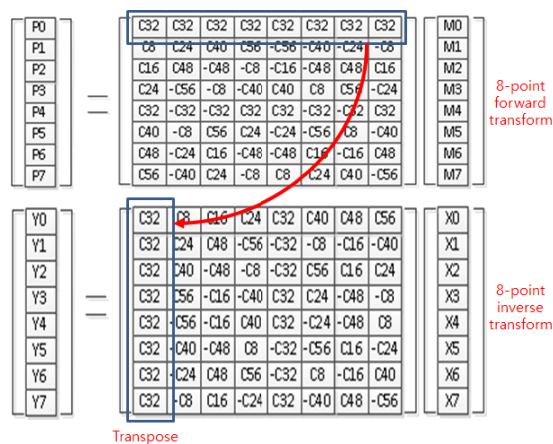 P0 C32 C32 C32 C32 C32 C32 C32 C32 M0
P1 C8 C24 C40 C56 -C56 -C40 -C24 -C8 M1
P2 C16 C48 -C48 -C8 -C16 -C48 C48 C16 M2
P3 = C24 -C56 -C8 -C40 C40 C8 C56 -C24 M3 8-point
P4 C32 -C32 -C32 C32 C32 -C32 -C32 C32 M4 forward
P5 C40 -C8 C56 C24 -C24 -C56 C8 -C40 M5 transform
P6 C48 -C24 C16 -C48 -C48 C16 -C16 C48 M6
P7 C56 -C40 C24 -C8 C8 C24 C40 -C56 M7
Y0 C32 C8 C16 C24 C32 C40 C48 C56 X0
Y1 C32 C24 C48 -C56 -C32 -C8 -C16 -C40 X1
Y2 C32 C40 -C48 -C8 -C32 C56 C16 C24 X2
Y3 = C32 C56 -C16 -C40 C32 C24 -C48 -C8 X3 8-point
Y4 C32 -C56 -C16 C40 C32 -C24 -C48 C8 X4 inverse
Y5 C32 -C40 -C48 C8 -C32 -C56 C16 -C24 X5 transform
Y6 C32 -C24 C48 C56 -C32 C8 -C16 C40 X6
Y7 C32 -C8 C16 -C24 C32 -C40 C48 -C56 X7
Transpose